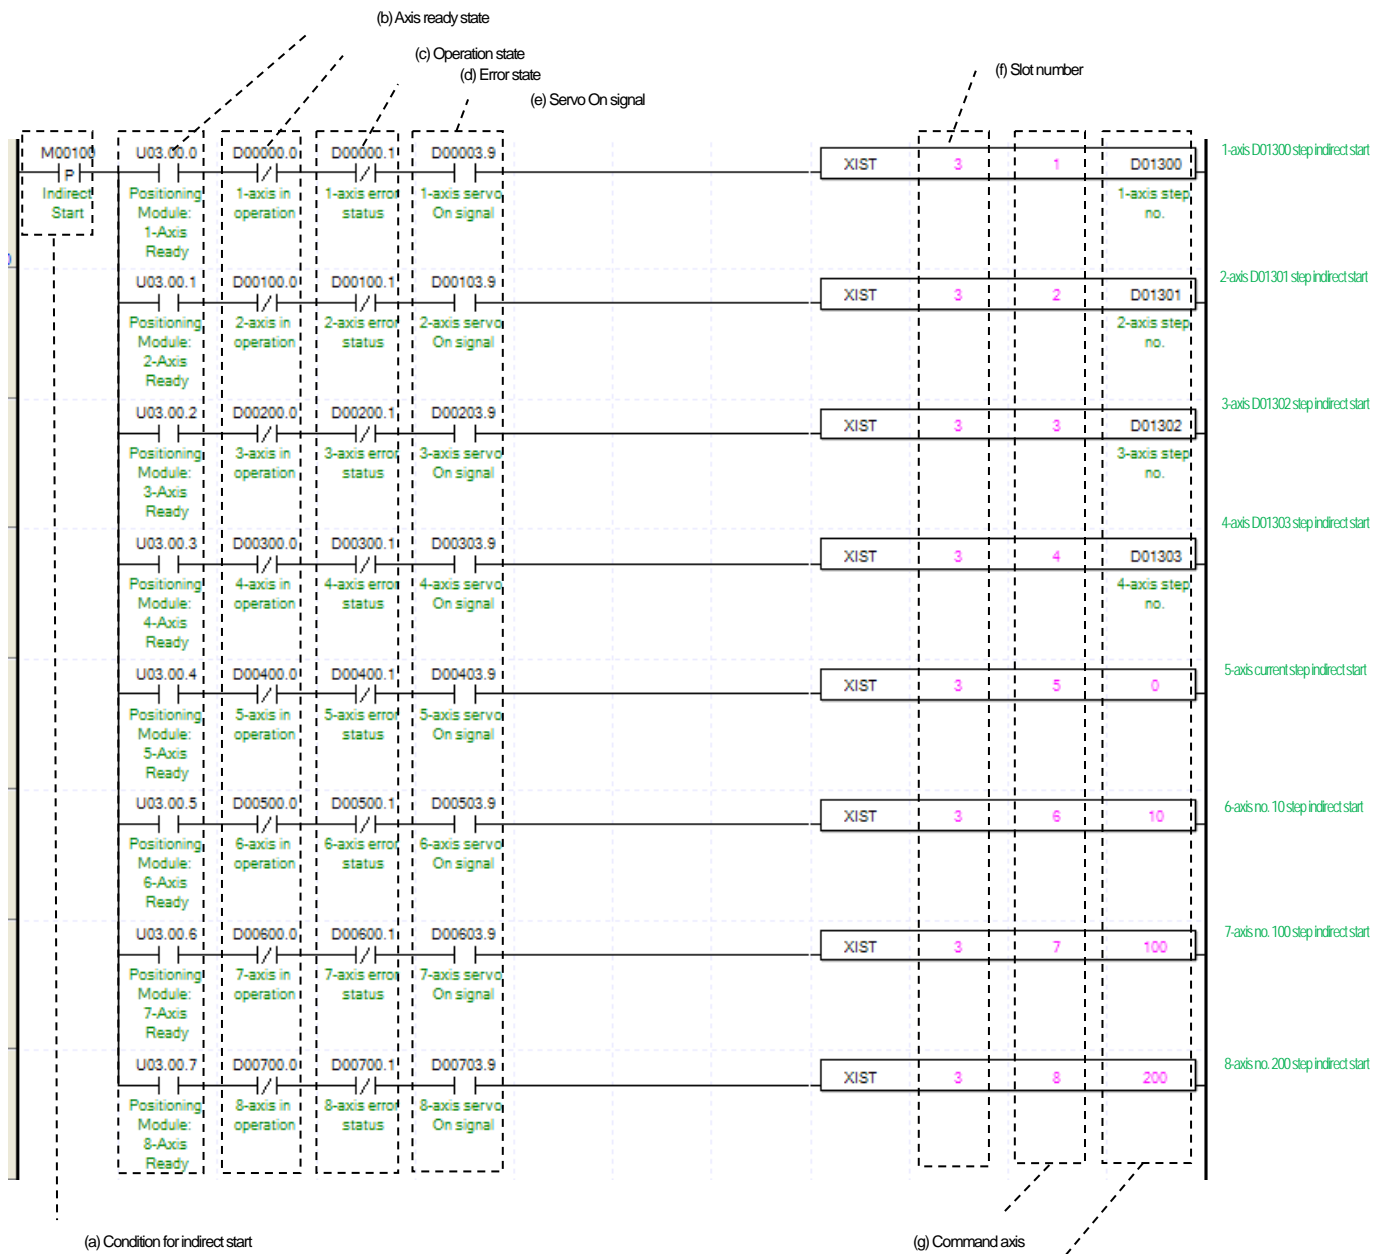 (b) Axis ready state
(c) Operation state
(d) Error state
(e) Servo On signal
(f) Slot number
M00100 U03.00.0 D00000.0 D00000.1 D00003.9
P
XIST 3 1 D01300
1-axis D01300 step indirect start
Indirect Positioning 1-axis in 1-axis error 1-axis servo 1-axis step
Start Module: operation status On signal no.
1-Axis
Ready
U03.00.1 D00100.0 D00100.1 D00103.9
XIST 3 2 D01301
2-axis D01301 step indirect start
Positioning 2-axis in 2-axis error 2-axis servo 2-axis step
Module: operation status On signal no.
2-Axis
Ready
U03.00.2 D00200.0 D00200.1 D00203.9
XIST 3 3 D01302
3-axis D01302 step indirect start
Positioning 3-axis in 3-axis error 3-axis servo 3-axis step
Module: operation status On signal no.
3-Axis
Ready
U03.00.3 D00300.0 D00300.1 D00303.9
XIST 3 4 D01303
4-axis D01303 step indirect start
Positioning 4-axis in 4-axis error 4-axis servo 4-axis step
Module: operation status On signal no.
4-Axis
Ready
U03.00.4 D00400.0 D00400.1 D00403.9
XIST 3 5 0
5-axis current step indirect start
Positioning 5-axis in 5-axis error 5-axis servo
Module: operation status On signal
5-Axis
Ready
U03.00.5 D00500.0 D00500.1 D00503.9
XIST 3 6 10
6-axis no. 10 step indirect start
Positioning 6-axis in 6-axis error 6-axis servo
Module: operation status On signal
6-Axis
Ready
U03.00.6 D00600.0 D00600.1 D00603.9
XIST 3 7 100
7-axis no. 100 step indirect start
Positioning 7-axis in 7-axis error 7-axis servo
Module: operation status On signal
7-Axis
Ready
U03.00.7 D00700.0 D00700.1 D00703.9
XIST 3 8 200
8-axis no. 200 step indirect start
Positioning 8-axis in 8-axis error 8-axis servo
Module: operation status On signal
8-Axis
Ready
(a) Condition for indirect start
(g) Command axis